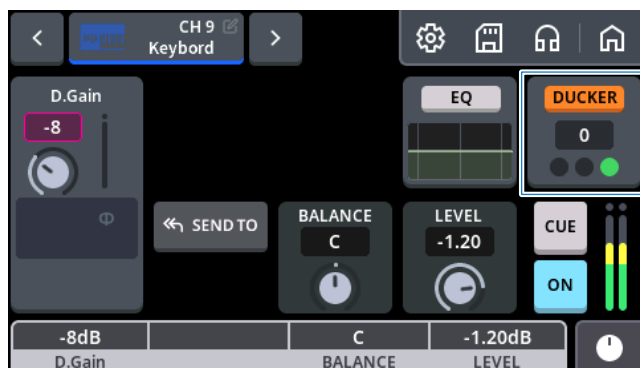 CH 9
Keybord
D.Gain
-8
Φ
SEND TO
BALANCE
C
EQ
LEVEL
-1.20
DUCKER
0
CUE
ON
-8dB
C
-1.20dB
D.Gain
BALANCE
LEVEL